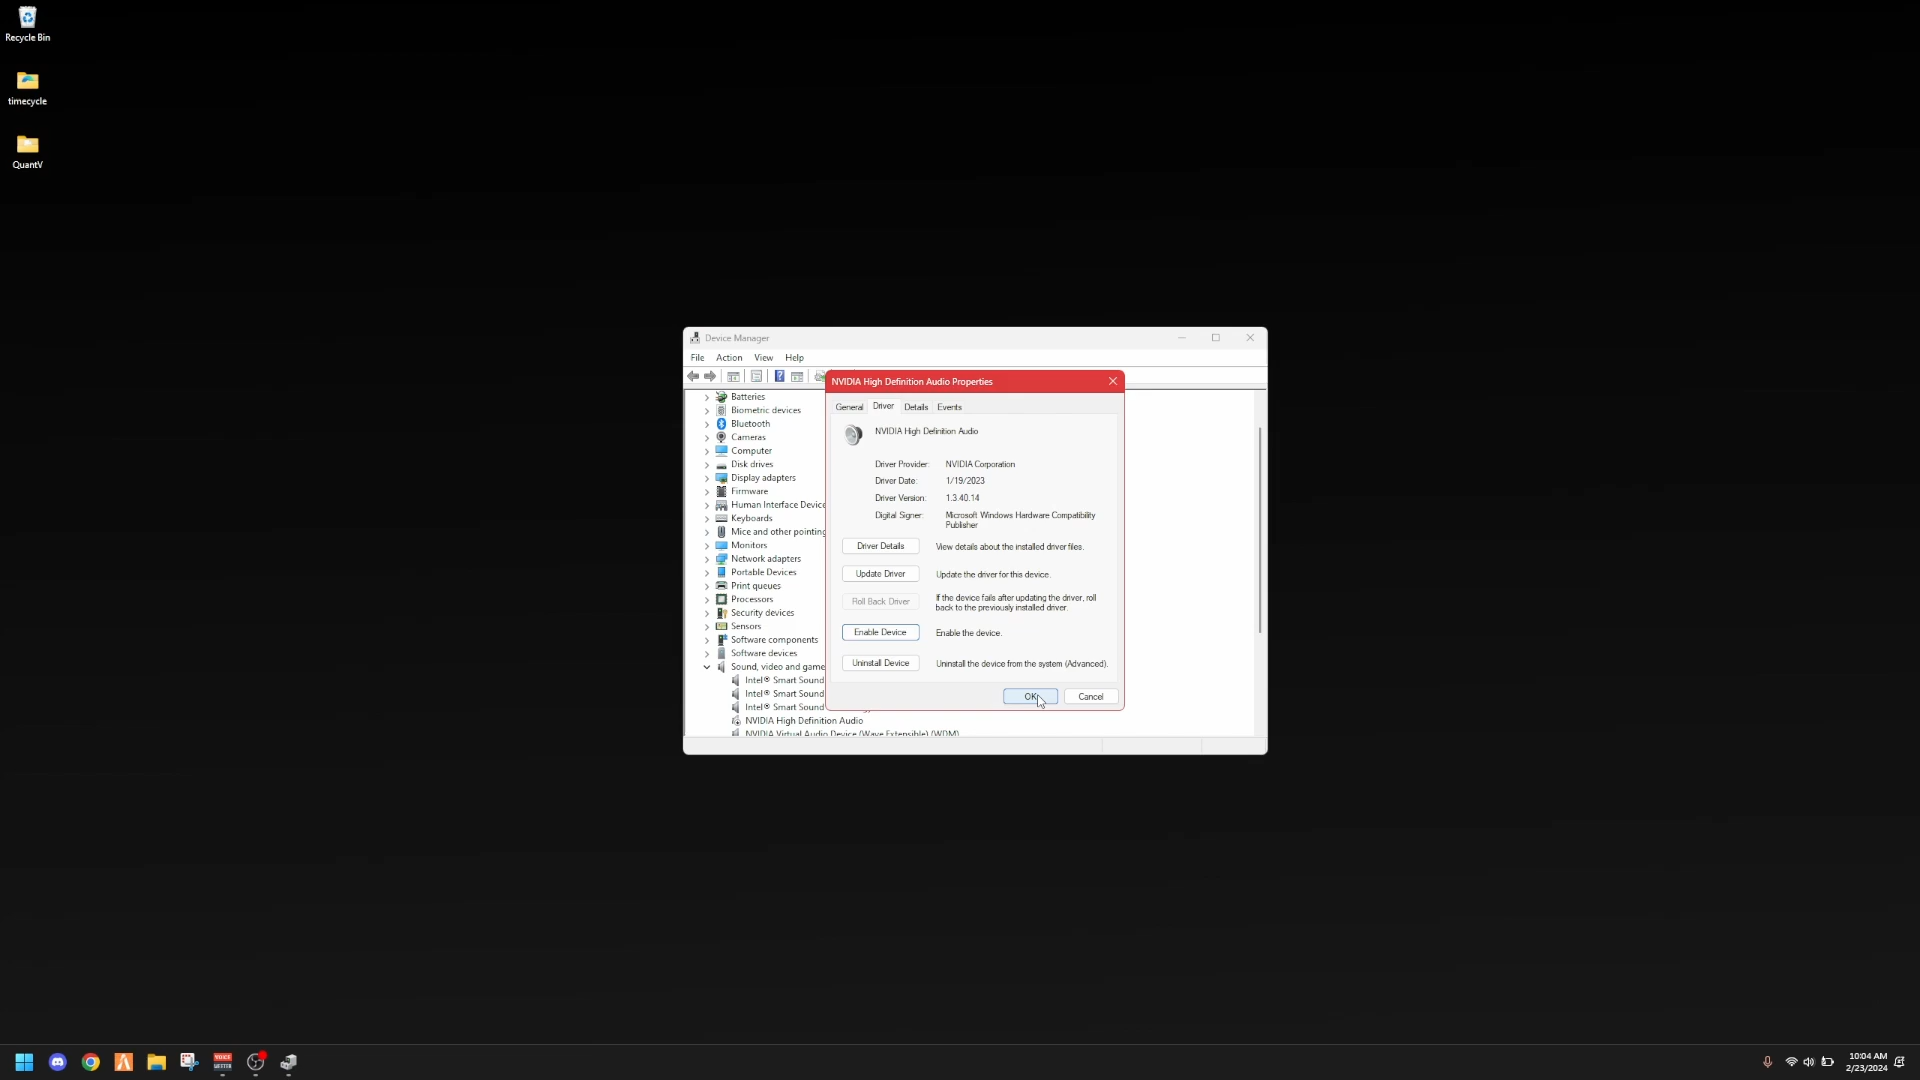 Recycle Bin
timecycle
QuantV
Device Manager
File Action View Help
NVIDIA High Definition Audio Properties
General Driver Details Events
NVIDIA High Definition Audio
Driver Provider: NVIDIA Corporation
Driver Date: 1/19/2023
Driver Version: 1.3.40.14
Digital Signer: Microsoft Windows Hardware Compatibility
Publisher
Driver Details View details about the installed driver files.
Update Driver Update the driver for this device.
Roll Back Driver If the device fails after updating the driver, roll
back to the previously installed driver.
Enable Device Enable the device.
Uninstall Device Uninstall the device from the system (Advanced).
OK Cancel
Batteries
Biometric devices
Bluetooth
Cameras
Computer
Disk drives
Display adapters
Firmware
Human Interface Device
Keyboards
Mice and other pointing
Monitors
Network adapters
Portable Devices
Print queues
Processors
Security devices
Sensors
Software components
Software devices
Sound, video and game
Intel® Smart Sound
Intel® Smart Sound
Intel® Smart Sound
NVIDIA High Definition Audio
NVIDIA Virtual Audio Device (Wave Extensible) (WDM)
VOICE
10:04 AM
2/23/2024